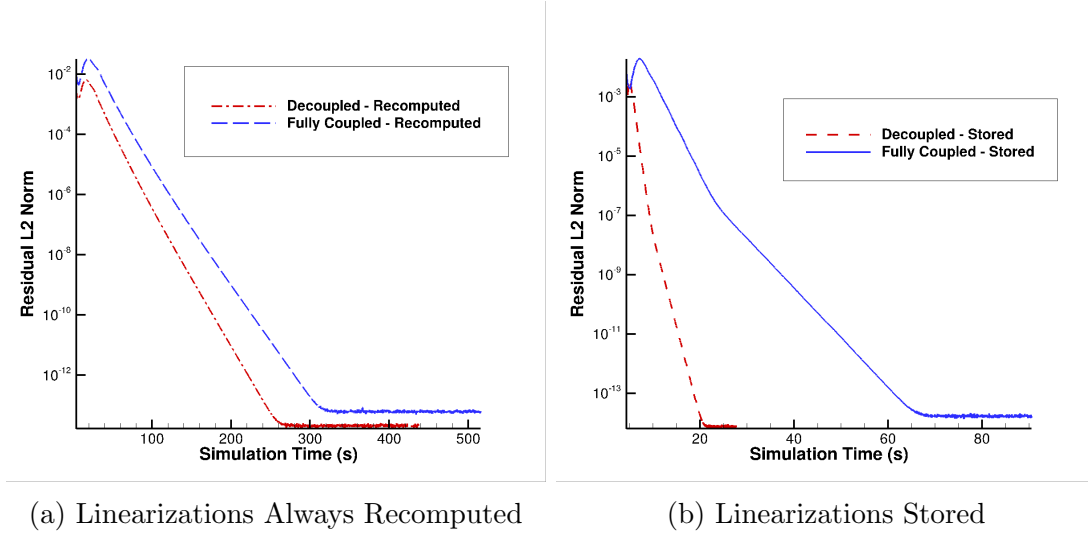 10^-2
10^-4
10^-6
10^-8
10^-10
10^-12
Residual L2 Norm
Decoupled - Recomputed
Fully Coupled - Recomputed
100 200 300 400 500
Simulation Time (s)
(a) Linearizations Always Recomputed
10^-3
10^-5
10^-7
10^-9
10^-11
10^-13
Residual L2 Norm
Decoupled - Stored
Fully Coupled - Stored
20 40 60 80
Simulation Time (s)
(b) Linearizations Stored